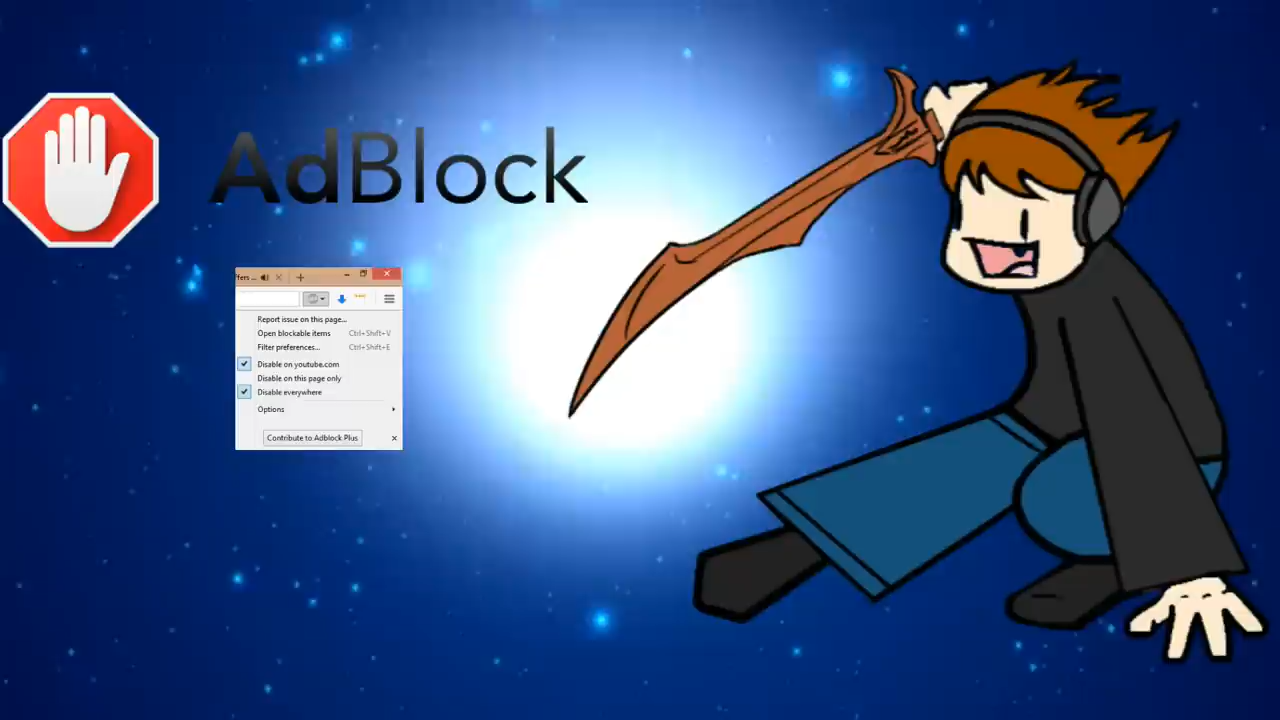 AdBlock
ffers ...
Report issue on this page...
Open blockable items Ctrl+Shift+V
Filter preferences... Ctrl+Shift+E
Disable on youtube.com
Disable on this page only
Disable everywhere
Options
Contribute to Adblock Plus